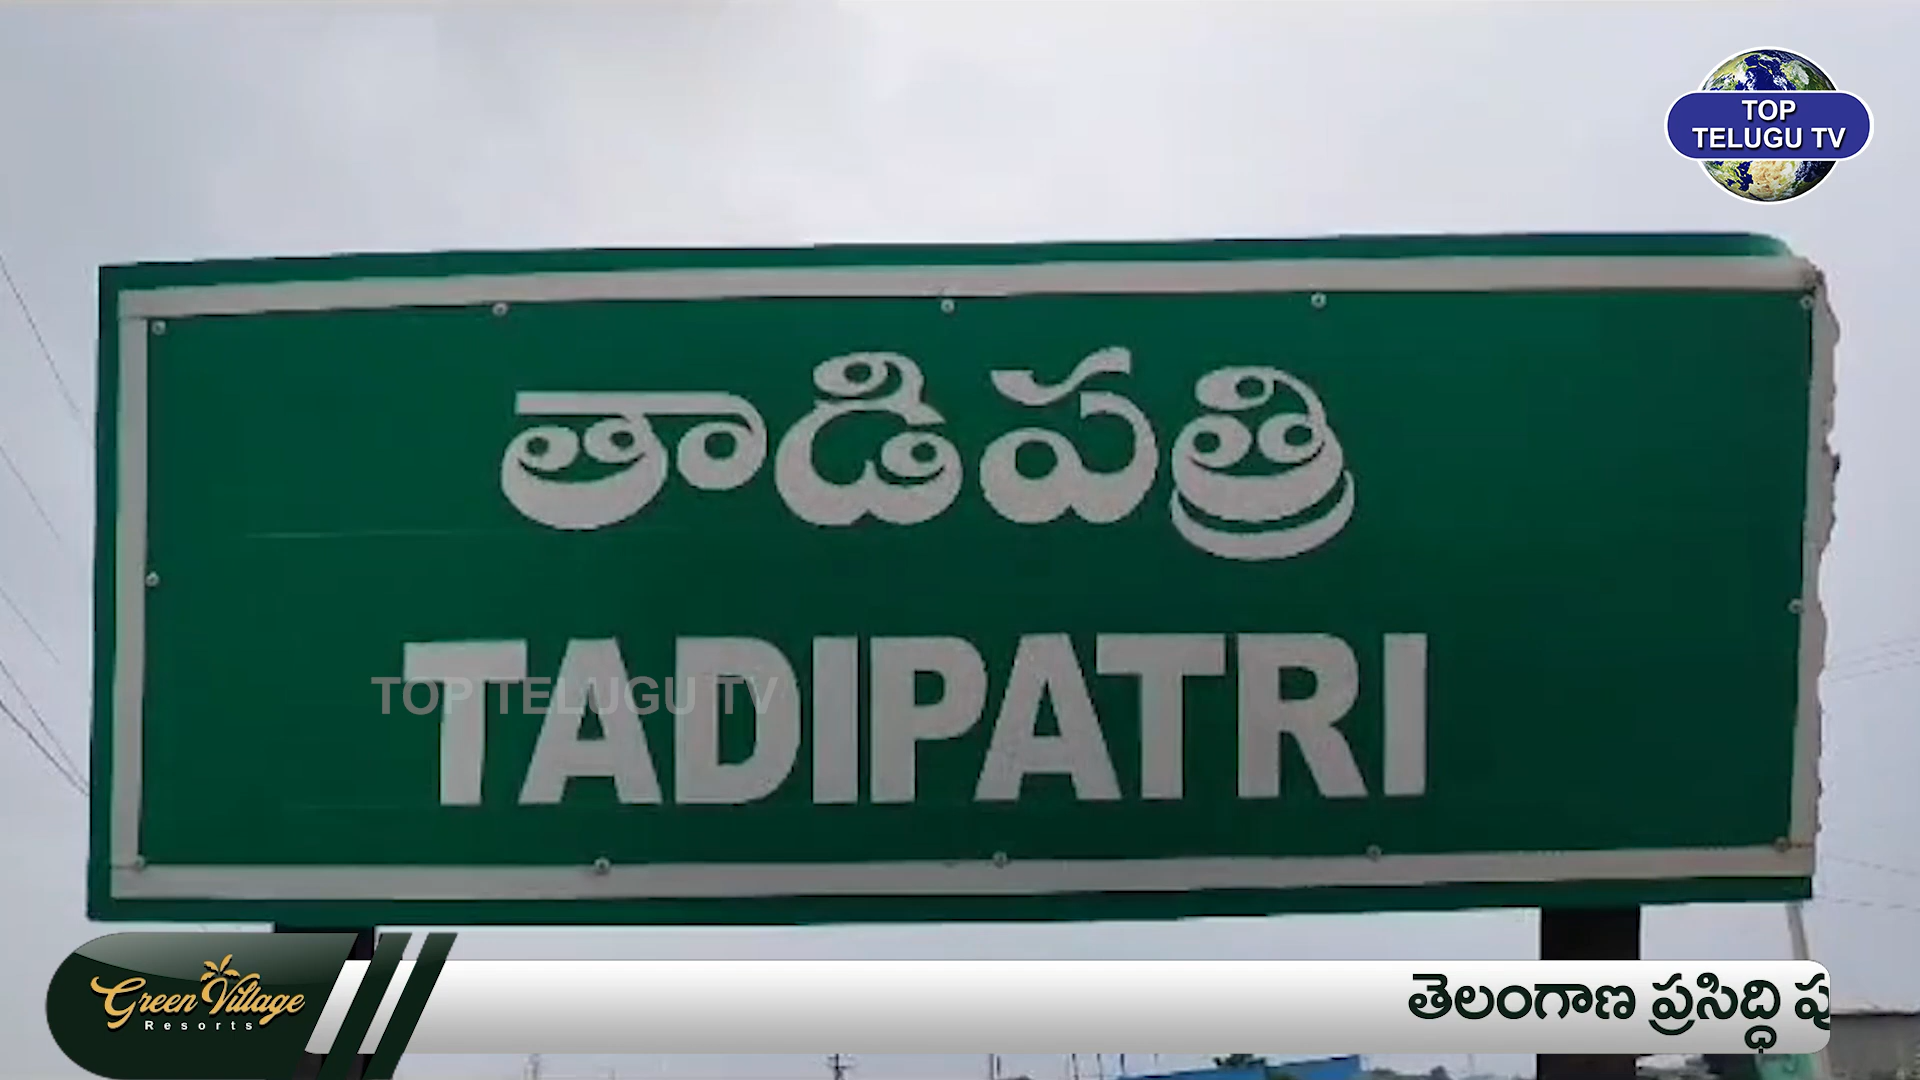 TOP
TELUGU TV
తాడిపత్రి
TADIPATRI
TOP TELUGU TV
Green Village
Resorts
తెలంగాణ ప్రసిద్ధి